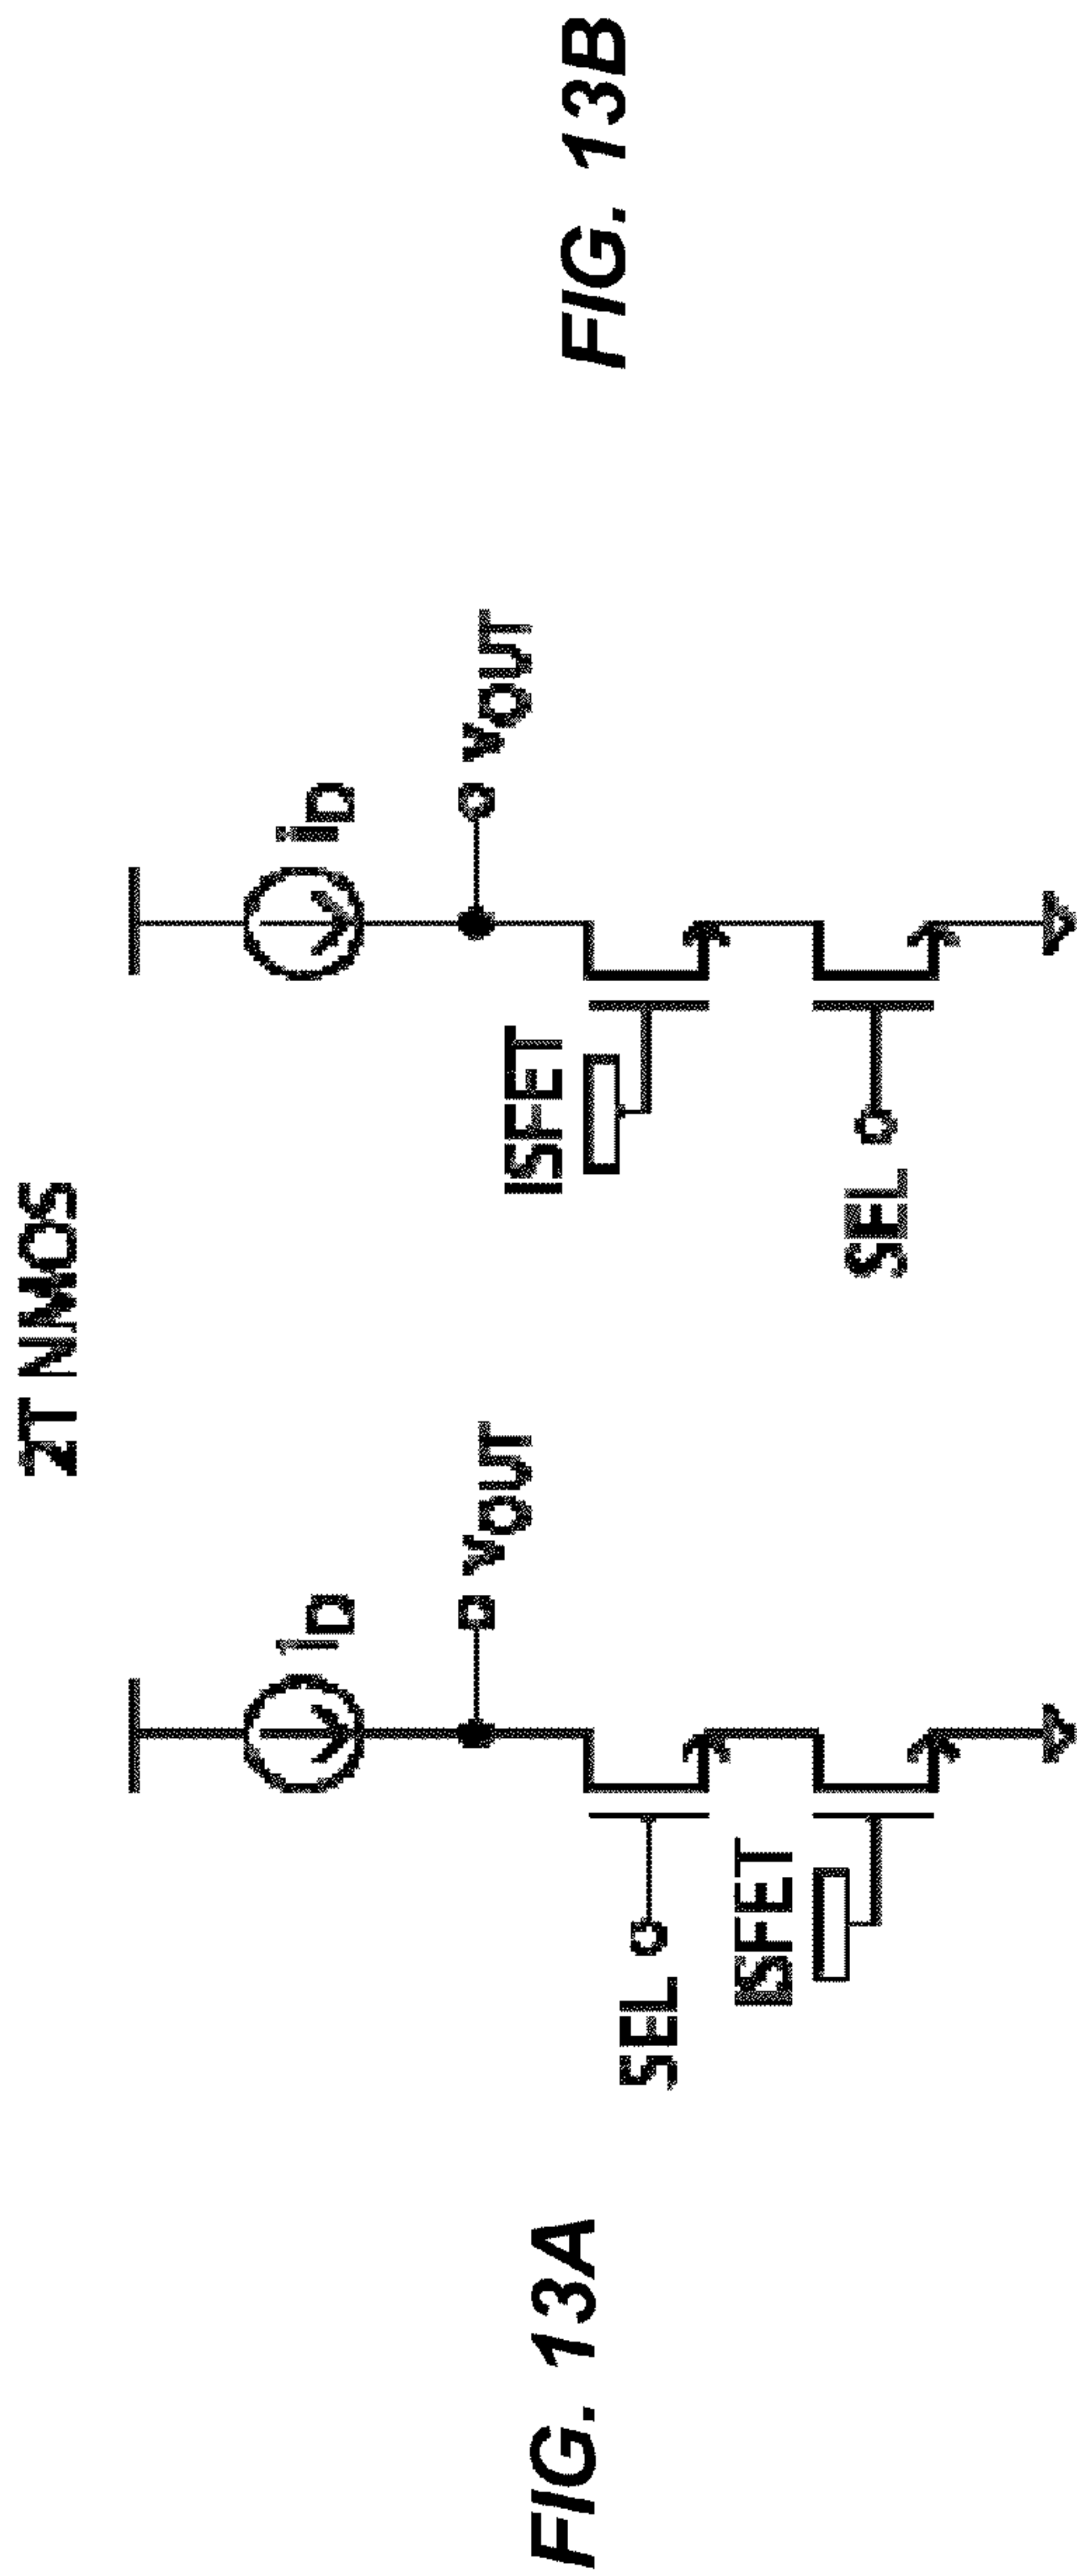 2T NMOS
FIG. 13A
iD
vOUT
SEL
ISFET
iD
vOUT
ISFET
SEL
FIG. 13B